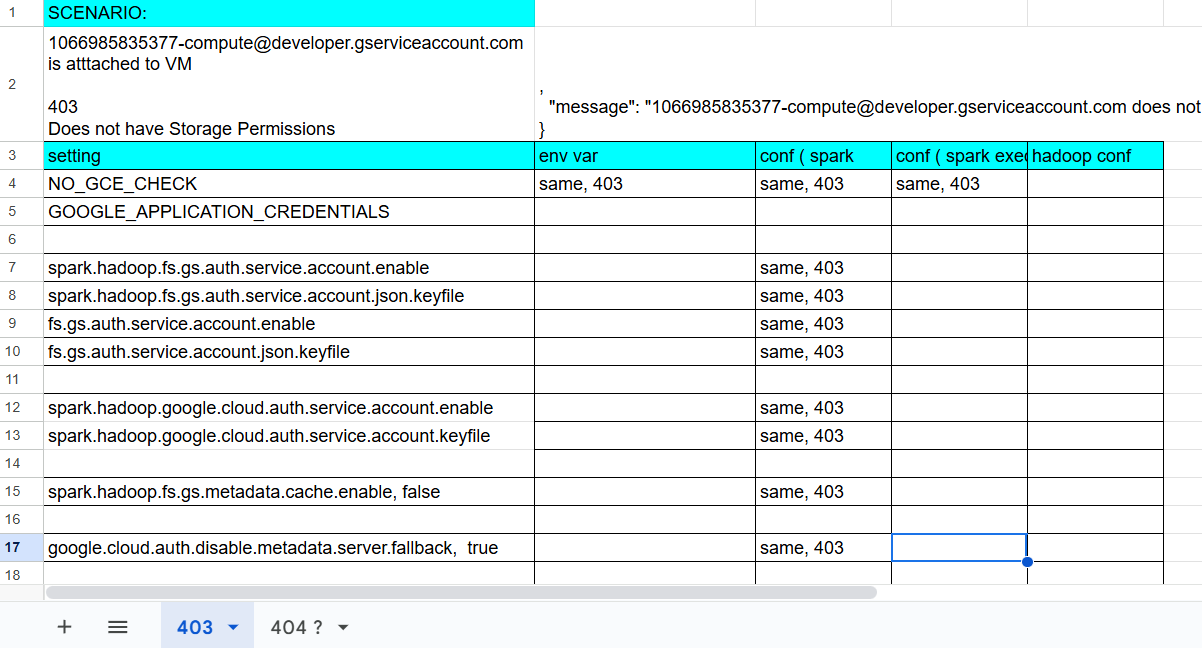 1 SCENARIO:
1066985835377-compute@developer.gserviceaccount.com
is atttached to VM
,
2 403 "message": "1066985835377-compute@developer.gserviceaccount.com does not
Does not have Storage Permissions }
3 setting env var conf ( spark conf ( spark exec hadoop conf
4 NO_GCE_CHECK same, 403 same, 403 same, 403
5 GOOGLE_APPLICATION_CREDENTIALS
6
7 spark.hadoop.fs.gs.auth.service.account.enable same, 403
8 spark.hadoop.fs.gs.auth.service.account.json.keyfile same, 403
9 fs.gs.auth.service.account.enable same, 403
10 fs.gs.auth.service.account.json.keyfile same, 403
11
12 spark.hadoop.google.cloud.auth.service.account.enable same, 403
13 spark.hadoop.google.cloud.auth.service.account.keyfile same, 403
14
15 spark.hadoop.fs.gs.metadata.cache.enable, false same, 403
16
17 google.cloud.auth.disable.metadata.server.fallback, true same, 403
18
403 404 ?